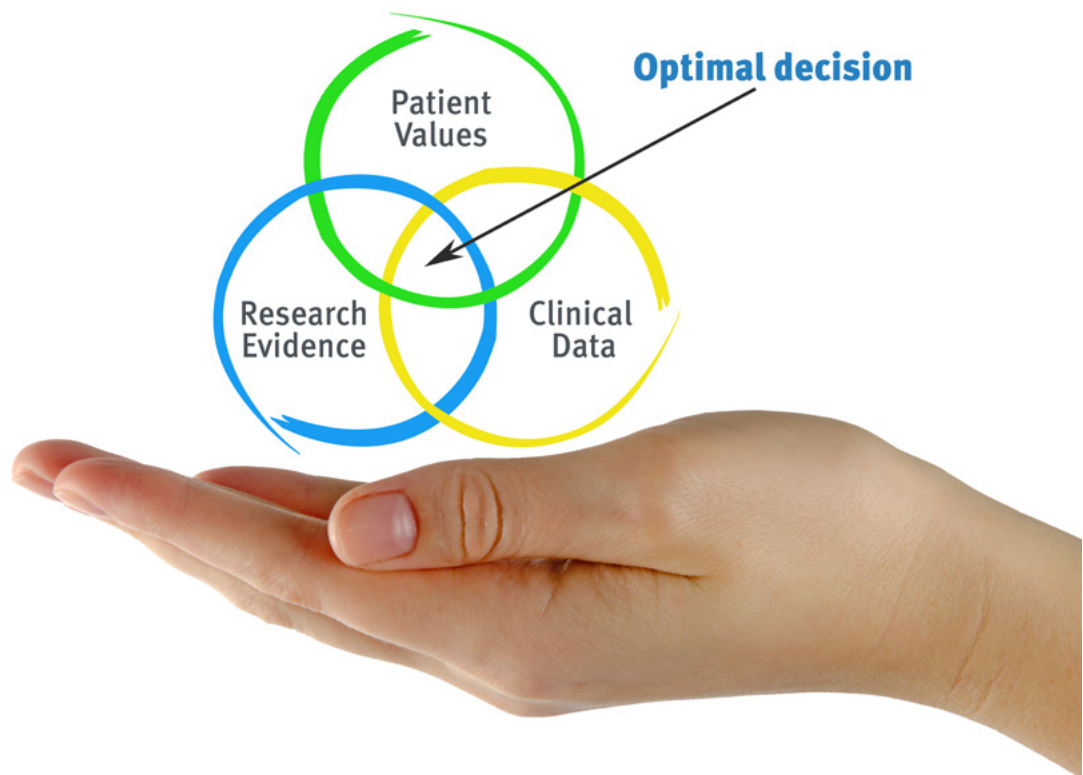 Optimal decision
Patient
Values
Research
Evidence
Clinical
Data